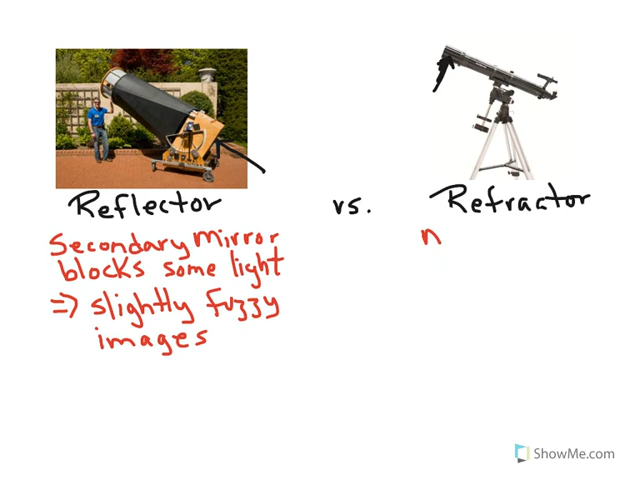 Reflector vs. Refractor
Secondary mirror
blocks some light
=> slightly fuzzy
images
n
ShowMe.com